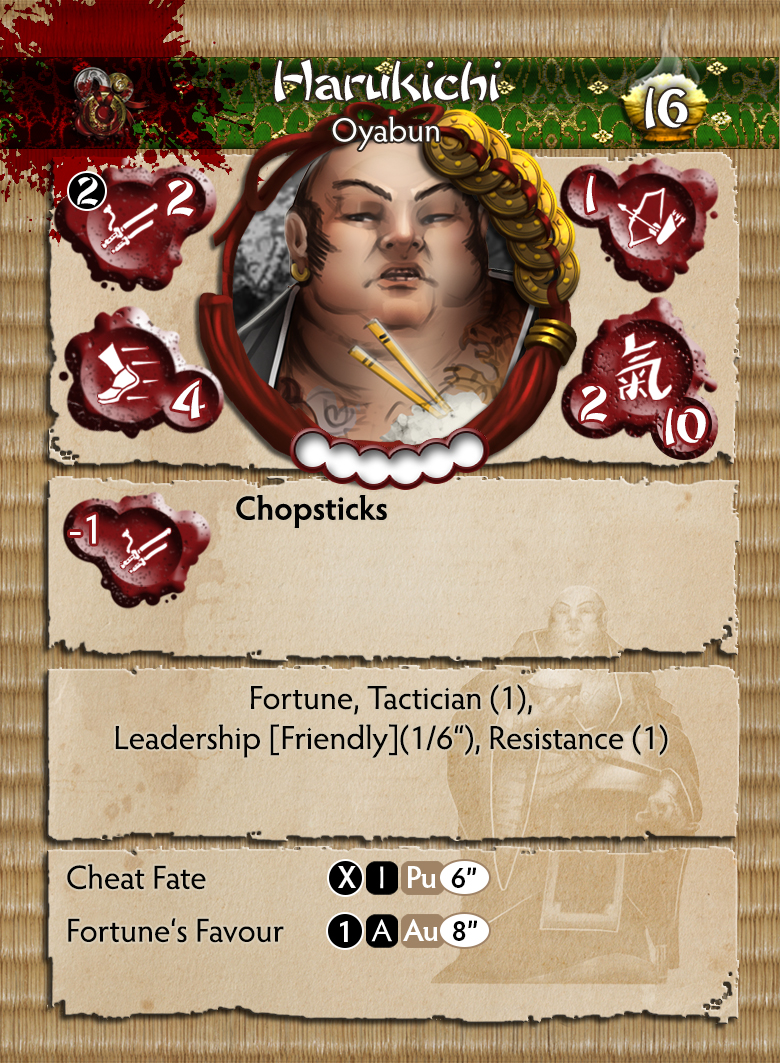 Harukichi
16
Oyabun
2 2
1
4
氣
2 10
-1
Chopsticks
Fortune, Tactician (1),
Leadership [Friendly](1/6"), Resistance (1)
Cheat Fate X I Pu 6"
Fortune's Favour 1 A Au 8"